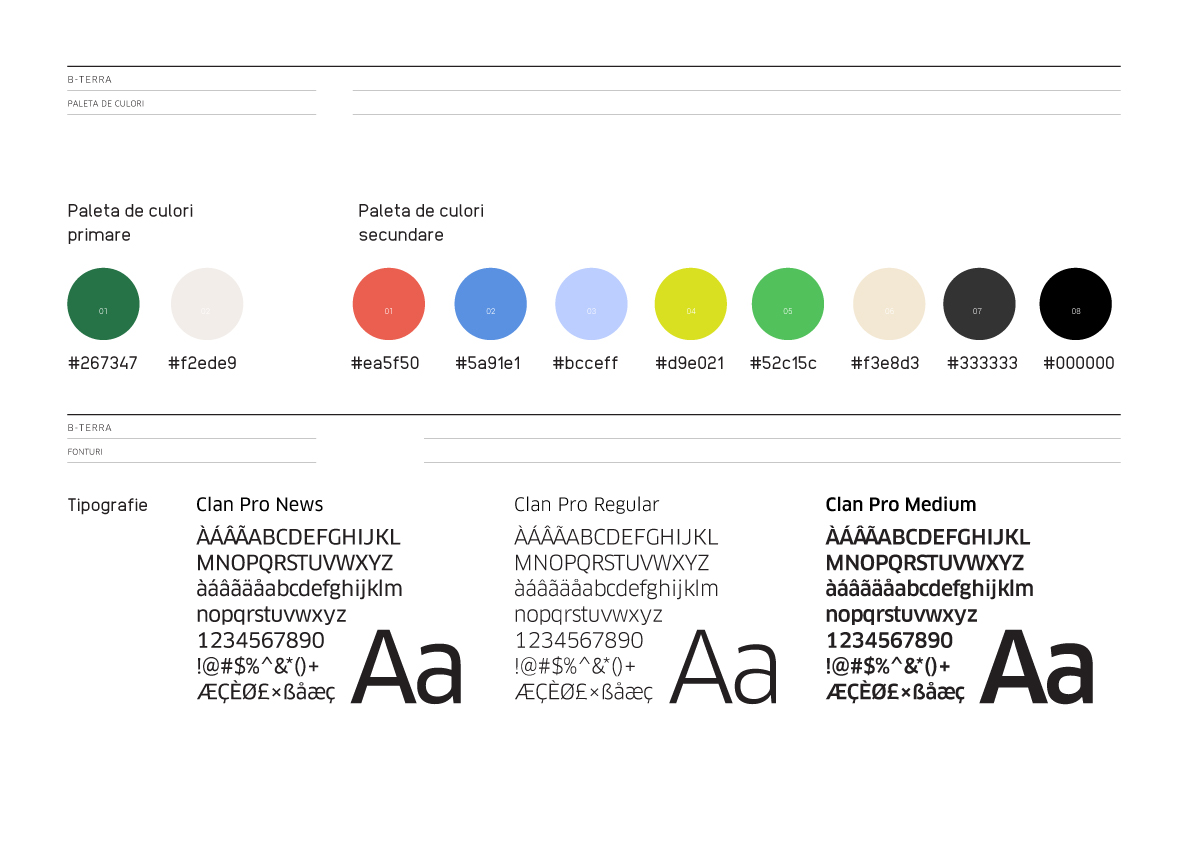 B-TERRA
PALETA DE CULORI
Paleta de culori
primare
Paleta de culori
secundare
01
02
01
02
03
04
05
06
07
08
#267347
#f2ede9
#ea5f50
#5a91e1
#bcceff
#d9e021
#52c15c
#f3e8d3
#333333
#000000
B-TERRA
FONTURI
Tipografie
Clan Pro News
ÀÁÂÃABCDEFGHIJKL
MNOPQRSTUVWXYZ
àáâãäåabcdefghijklm
nopqrstuvwxyz
1234567890
!@#$%^&*()+
ÆÇÈØ£×ßåæç
Aa
Clan Pro Regular
ÀÁÂÃABCDEFGHIJKL
MNOPQRSTUVWXYZ
àáâãäåabcdefghijklm
nopqrstuvwxyz
1234567890
!@#$%^&*()+
ÆÇÈØ£×ßåæç
Aa
Clan Pro Medium
ÀÁÂÃABCDEFGHIJKL
MNOPQRSTUVWXYZ
àáâãäåabcdefghijklm
nopqrstuvwxyz
1234567890
!@#$%^&*()+
ÆÇÈØ£×ßåæç
Aa